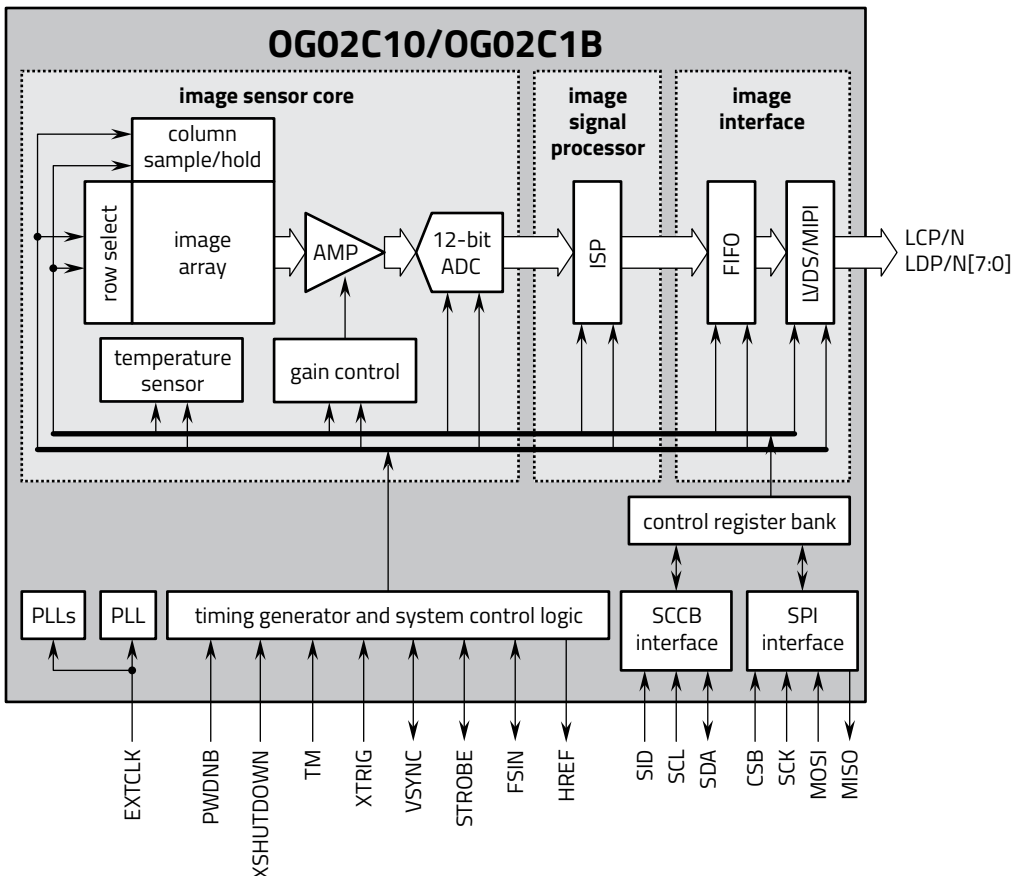 OG02C10/OG02C1B
image sensor core
image
signal
processor
image
interface
column
sample/hold
row select
image
array
AMP
12-bit
ADC
ISP
FIFO
LVDS/MIPI
LCP/N
LDP/N[7:0]
temperature
sensor
gain control
control register bank
PLLs
PLL
timing generator and system control logic
SCCB
interface
SPI
interface
EXTCLK
PWDNB
XSHUTDOWN
TM
XTRIG
VSYNC
STROBE
FSIN
HREF
SID
SCL
SDA
CSB
SCK
MOSI
MISO